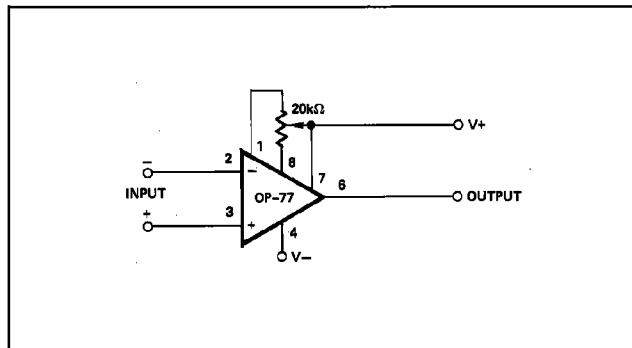 20kΩ
V+
1
8
2
−
7
6
−
INPUT
OP-77
OUTPUT
+
3
+
4
V−